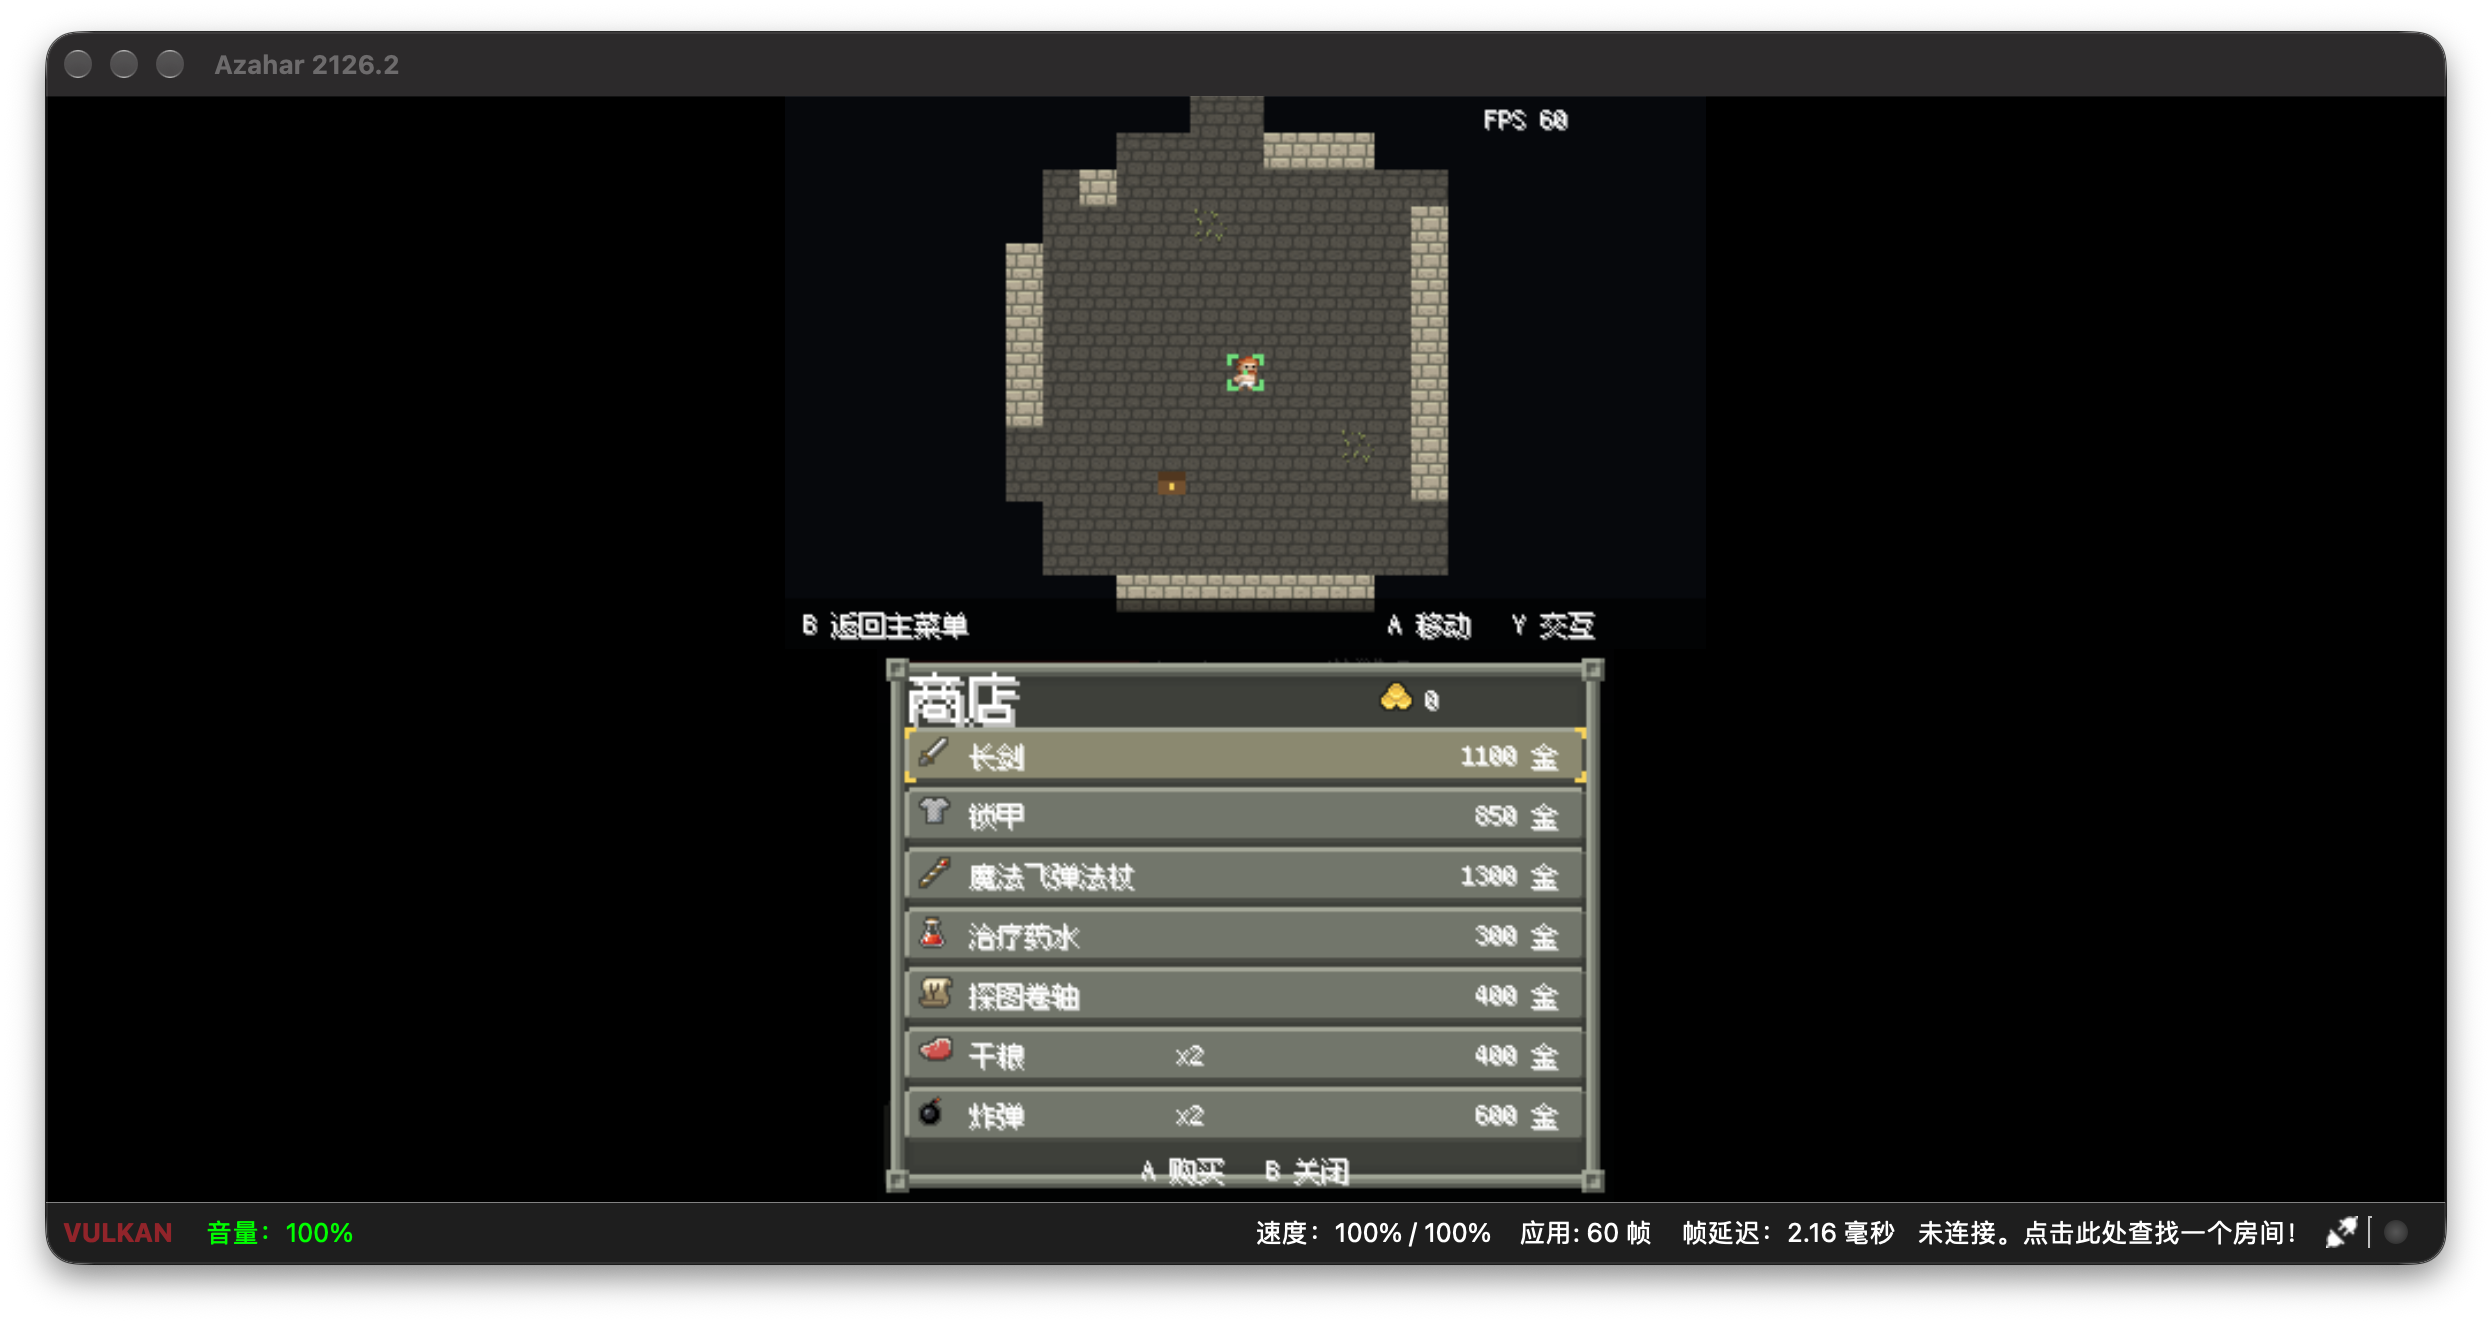 Azahar 2126.2
FPS 60
B 返回主菜单 A 移动 Y 交互
商店 0
长剑 1100 金
锁甲 850 金
魔法飞弹法杖 1300 金
治疗药水 300 金
探图卷轴 400 金
干粮 x2 400 金
炸弹 x2 600 金
A 购买 B 关闭
VULKAN 音量：100% 速度：100% / 100% 应用: 60 帧 帧延迟：2.16 毫秒 未连接。点击此处查找一个房间！